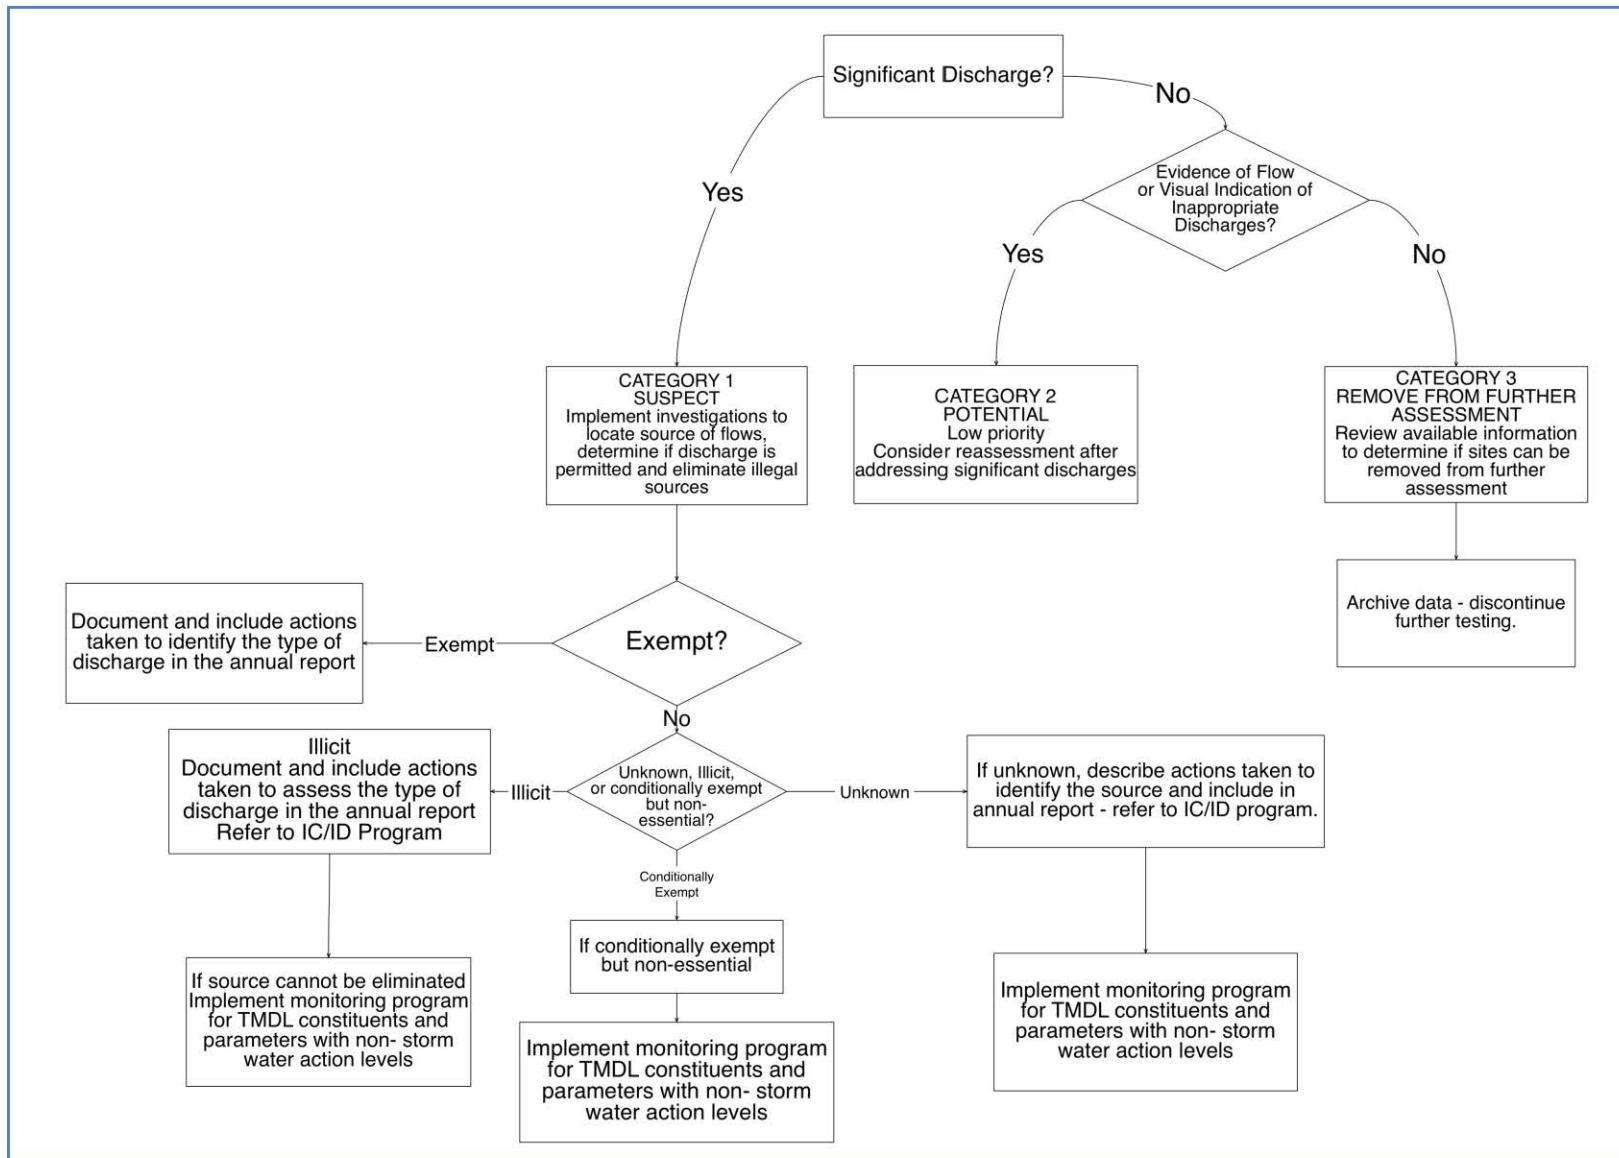 Significant Discharge?
No
Yes
Evidence of Flow
or Visual Indication of
Inappropriate
Discharges?
Yes
No
CATEGORY 1
SUSPECT
Implement investigations to
locate source of flows,
determine if discharge is
permitted and eliminate illegal
sources
CATEGORY 2
POTENTIAL
Low priority
Consider reassessment after
addressing significant discharges
CATEGORY 3
REMOVE FROM FURTHER
ASSESSMENT
Review available information
to determine if sites can be
removed from further
assessment
Archive data - discontinue
further testing.
Exempt?
Exempt
Document and include actions
taken to identify the type of
discharge in the annual report
No
Unknown, Illicit,
or conditionally exempt
but non-
essential?
Illicit
Illicit
Document and include actions
taken to assess the type of
discharge in the annual report
Refer to IC/ID Program
Unknown
If unknown, describe actions taken to
identify the source and include in
annual report - refer to IC/ID program.
Conditionally
Exempt
If conditionally exempt
but non-essential
If source cannot be eliminated
Implement monitoring program
for TMDL constituents and
parameters with non- storm
water action levels
Implement monitoring program
for TMDL constituents and
parameters with non- storm
water action levels
Implement monitoring program
for TMDL constituents and
parameters with non- storm
water action levels